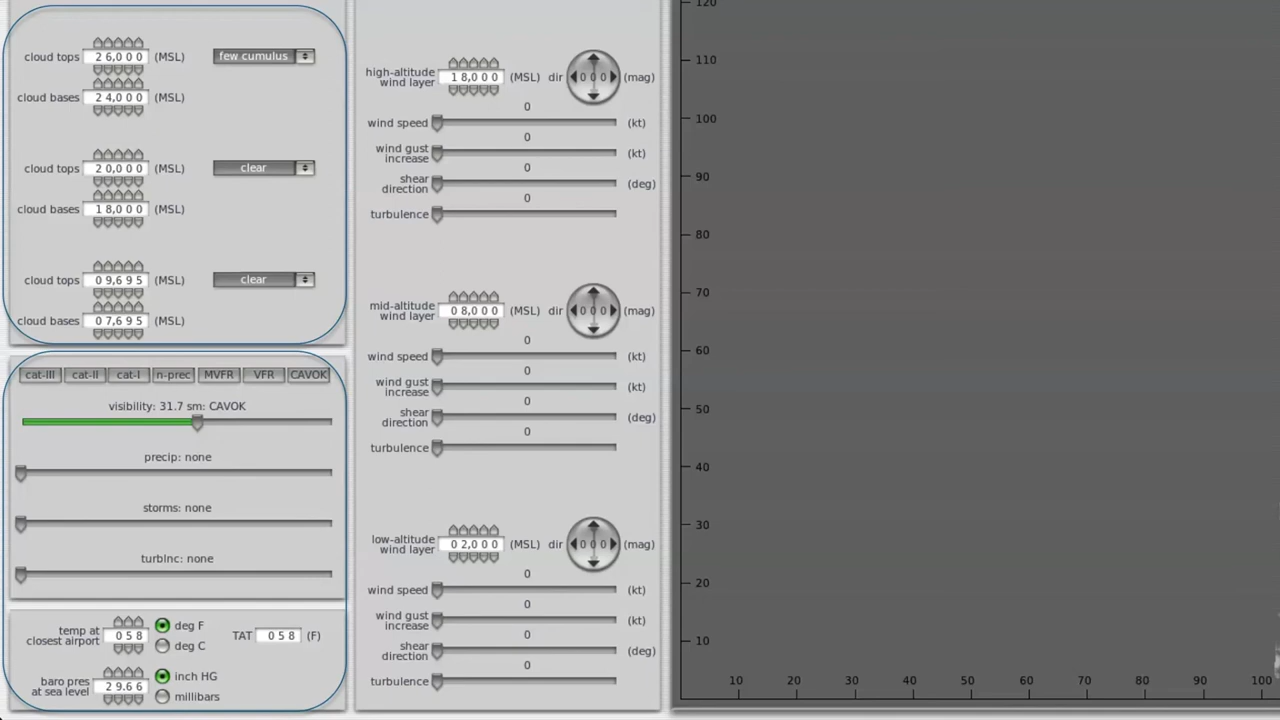 cloud tops 26,000 (MSL) few cumulus
cloud bases 24,000 (MSL)
cloud tops 20,000 (MSL) clear
cloud bases 18,000 (MSL)
cloud tops 09,695 (MSL) clear
cloud bases 07,695 (MSL)
cat-III cat-II cat-I n-prec MVFR VFR CAVOK
visibility: 31.7 sm: CAVOK
precip: none
storms: none
turblnc: none
temp at
closest airport 058 deg F
deg C
TAT 058 (F)
baro pres
at sea level 29.66 inch HG
millibars
high-altitude
wind layer 18,000 (MSL) dir 000 (mag)
0
wind speed (kt)
0
wind gust
increase (kt)
0
shear
direction (deg)
0
turbulence
mid-altitude
wind layer 08,000 (MSL) dir 000 (mag)
0
wind speed (kt)
0
wind gust
increase (kt)
0
shear
direction (deg)
0
turbulence
low-altitude
wind layer 02,000 (MSL) dir 000 (mag)
0
wind speed (kt)
0
wind gust
increase (kt)
0
shear
direction (deg)
0
turbulence
120
110
100
90
80
70
60
50
40
30
20
10
10 20 30 40 50 60 70 80 90 100